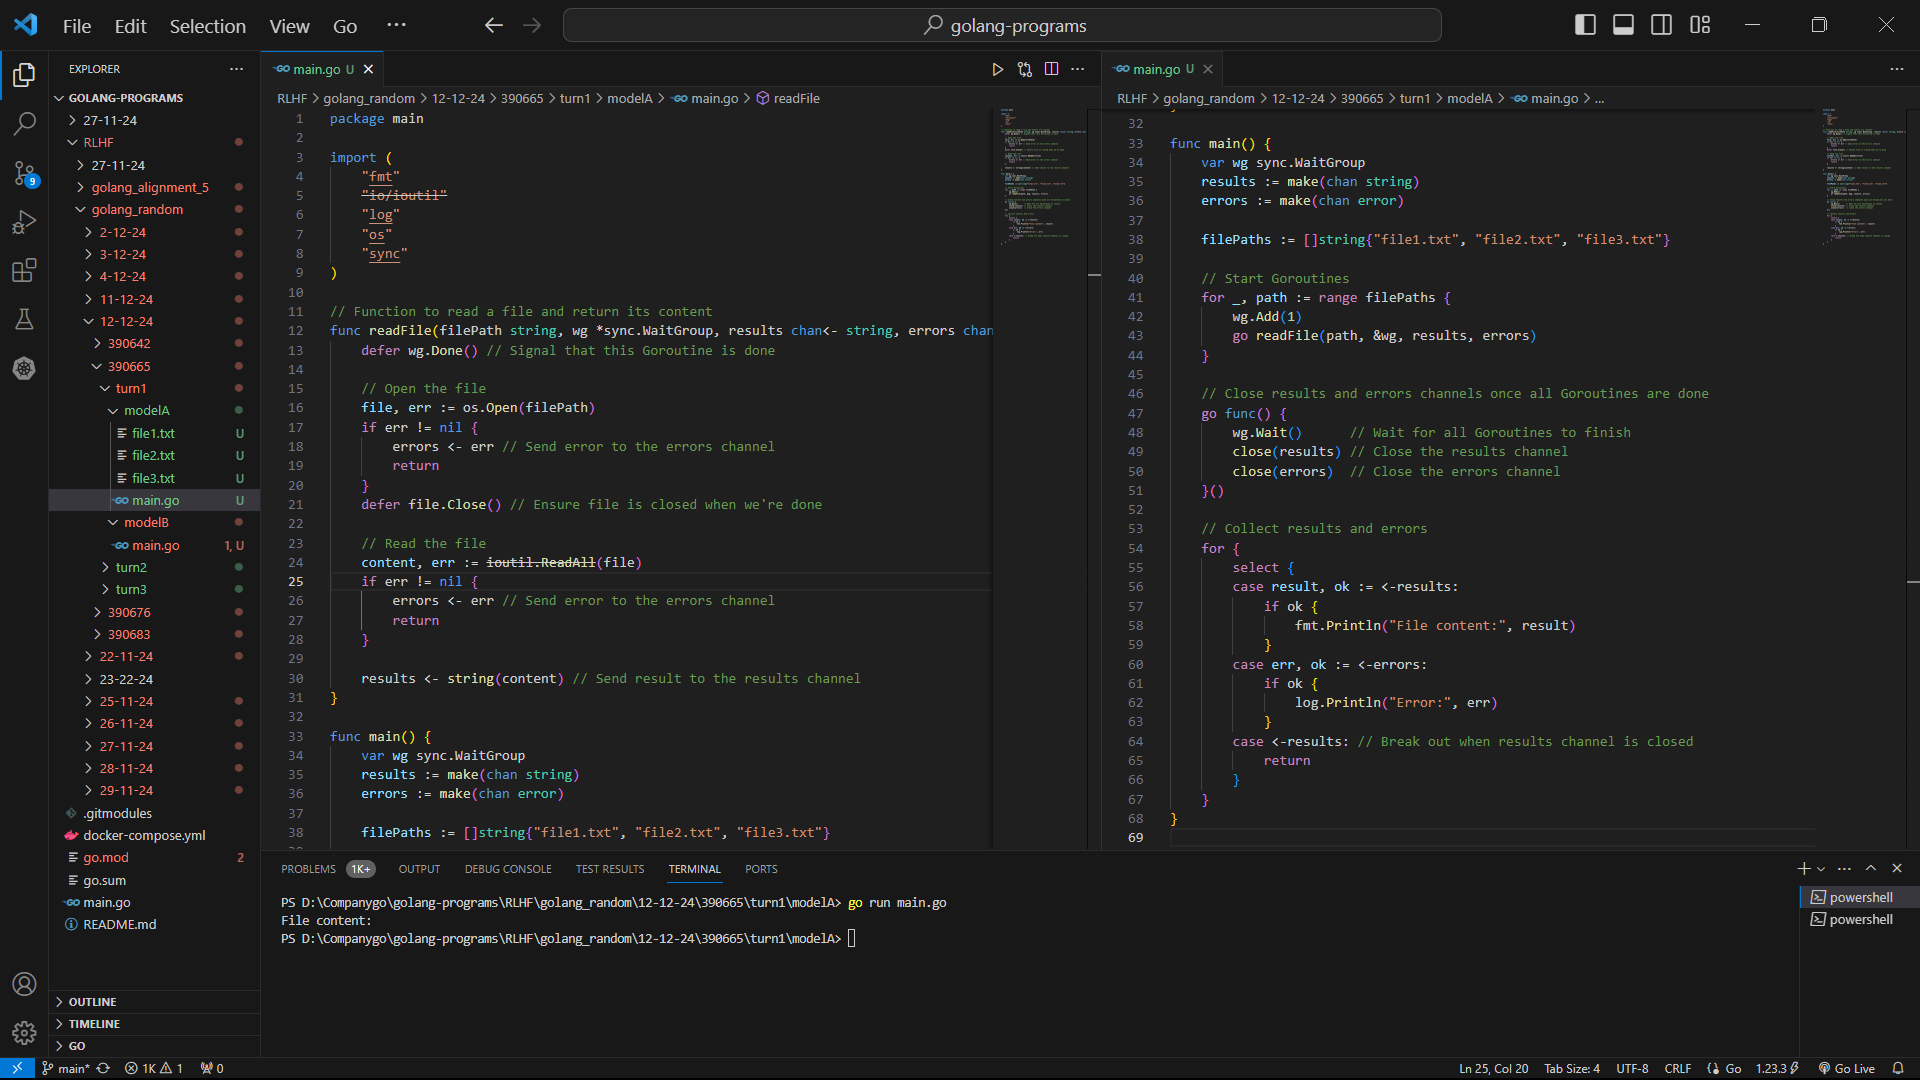 File Edit Selection View Go ···
golang-programs
EXPLORER ···
GOLANG-PROGRAMS
27-11-24
RLHF
27-11-24
golang_alignment_5
golang_random
2-12-24
3-12-24
4-12-24
11-12-24
12-12-24
390642
390665
turn1
modelA
file1.txt U
file2.txt U
file3.txt U
main.go U
modelB
main.go 1, U
turn2
turn3
390676
390683
22-11-24
23-22-24
25-11-24
26-11-24
27-11-24
28-11-24
29-11-24
.gitmodules
docker-compose.yml
go.mod 2
go.sum
main.go
README.md
OUTLINE
TIMELINE
GO
9
main.go U
RLHF > golang_random > 12-12-24 > 390665 > turn1 > modelA > main.go > readFile
1 package main
2
3 import (
4 "fmt"
5 "io/ioutil"
6 "log"
7 "os"
8 "sync"
9 )
10
11 // Function to read a file and return its content
12 func readFile(filePath string, wg *sync.WaitGroup, results chan<- string, errors chan
13 defer wg.Done() // Signal that this Goroutine is done
14
15 // Open the file
16 file, err := os.Open(filePath)
17 if err != nil {
18 errors <- err // Send error to the errors channel
19 return
20 }
21 defer file.Close() // Ensure file is closed when we're done
22
23 // Read the file
24 content, err := ioutil.ReadAll(file)
25 if err != nil {
26 errors <- err // Send error to the errors channel
27 return
28 }
29
30 results <- string(content) // Send result to the results channel
31 }
32
33 func main() {
34 var wg sync.WaitGroup
35 results := make(chan string)
36 errors := make(chan error)
37
38 filePaths := []string{"file1.txt", "file2.txt", "file3.txt"}
main.go U
RLHF > golang_random > 12-12-24 > 390665 > turn1 > modelA > main.go > ...
32
33 func main() {
34 var wg sync.WaitGroup
35 results := make(chan string)
36 errors := make(chan error)
37
38 filePaths := []string{"file1.txt", "file2.txt", "file3.txt"}
39
40 // Start Goroutines
41 for _, path := range filePaths {
42 wg.Add(1)
43 go readFile(path, &wg, results, errors)
44 }
45
46 // Close results and errors channels once all Goroutines are done
47 go func() {
48 wg.Wait() // Wait for all Goroutines to finish
49 close(results) // Close the results channel
50 close(errors) // Close the errors channel
51 }()
52
53 // Collect results and errors
54 for {
55 select {
56 case result, ok := <-results:
57 if ok {
58 fmt.Println("File content:", result)
59 }
60 case err, ok := <-errors:
61 if ok {
62 log.Println("Error:", err)
63 }
64 case <-results: // Break out when results channel is closed
65 return
66 }
67 }
68 }
69
PROBLEMS 1K+ OUTPUT DEBUG CONSOLE TEST RESULTS TERMINAL PORTS
PS D:\Companygo\golang-programs\RLHF\golang_random\12-12-24\390665\turn1\modelA> go run main.go
File content:
PS D:\Companygo\golang-programs\RLHF\golang_random\12-12-24\390665\turn1\modelA>
powershell
powershell
main* 1K 1 0
Ln 25, Col 20 Tab Size: 4 UTF-8 CRLF Go 1.23.3 Go Live